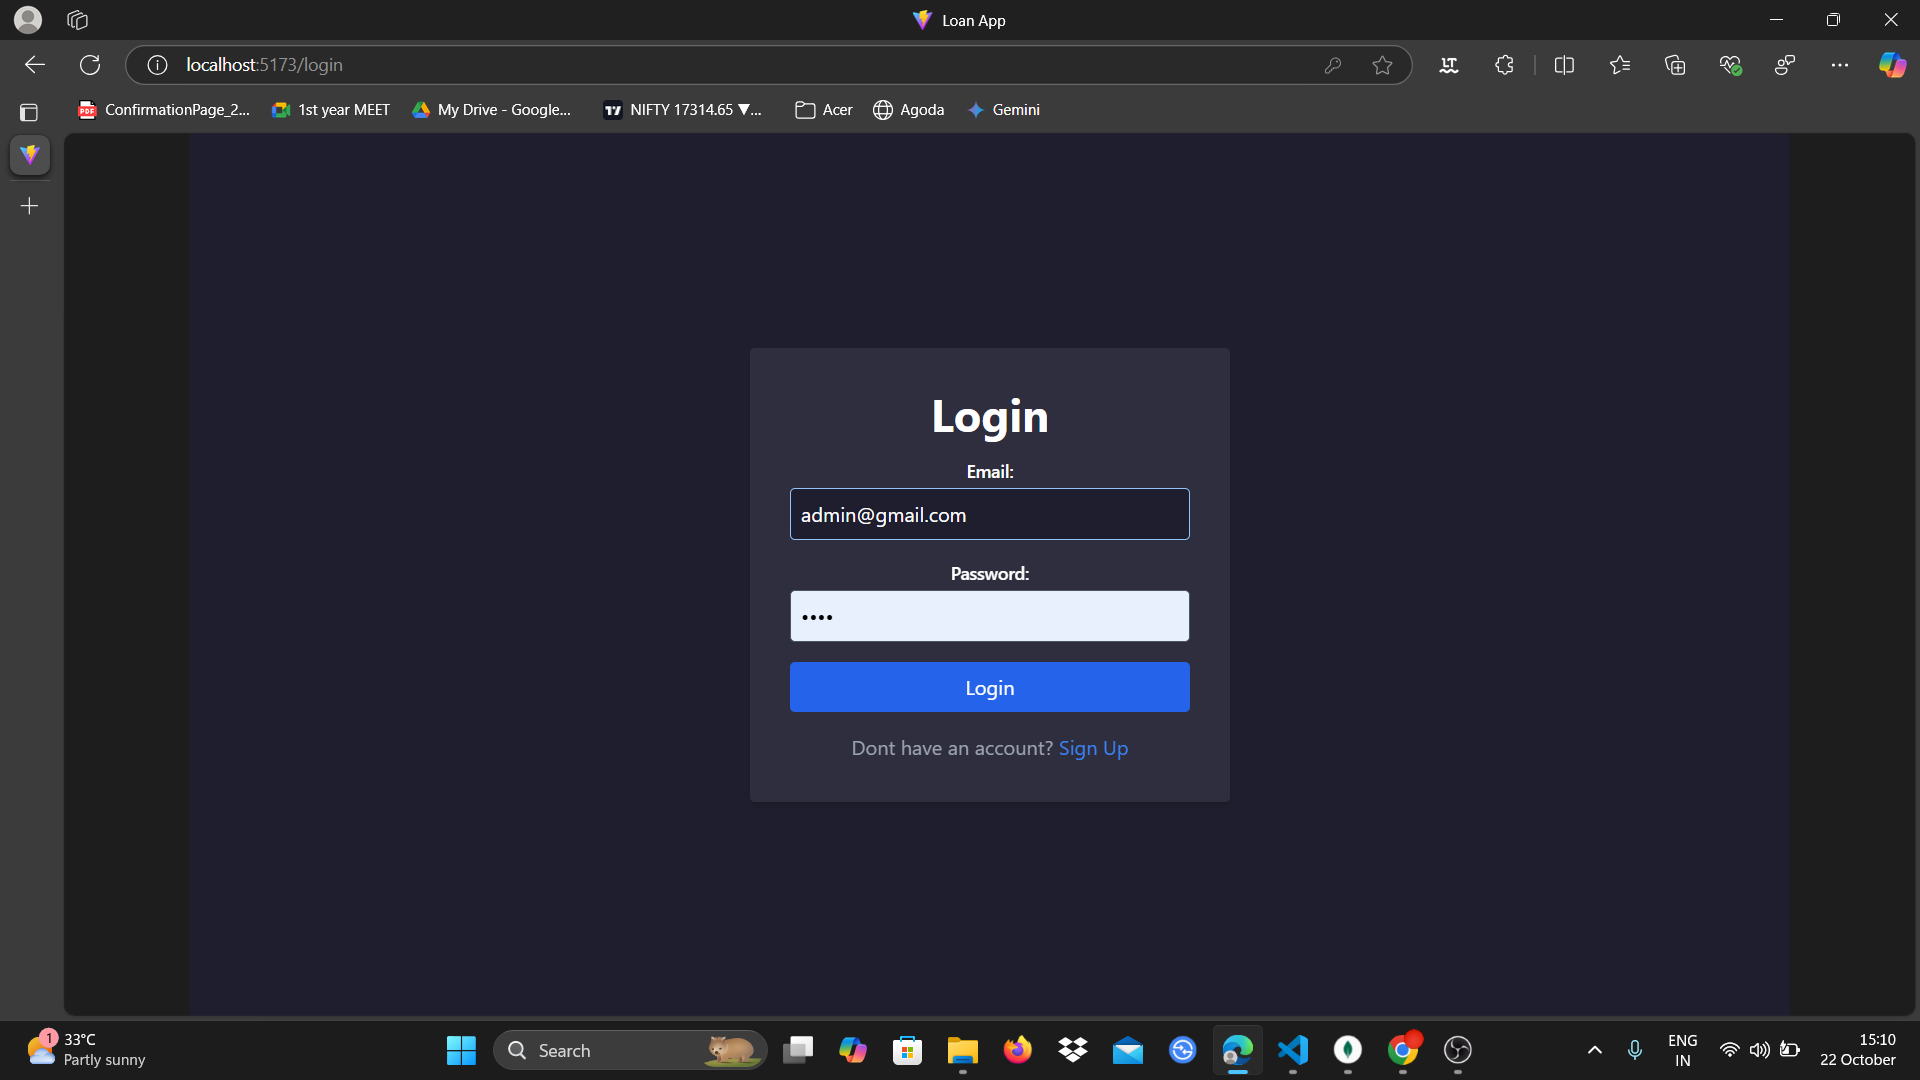 Loan App
localhost:5173/login
ConfirmationPage_2...
1st year MEET
My Drive - Google...
NIFTY 17314.65 ▼...
Acer
Agoda
Gemini
Login
Email:
admin@gmail.com
Password:
••••
Login
Dont have an account? Sign Up
1
33°C
Partly sunny
Search
ENG
IN
15:10
22 October